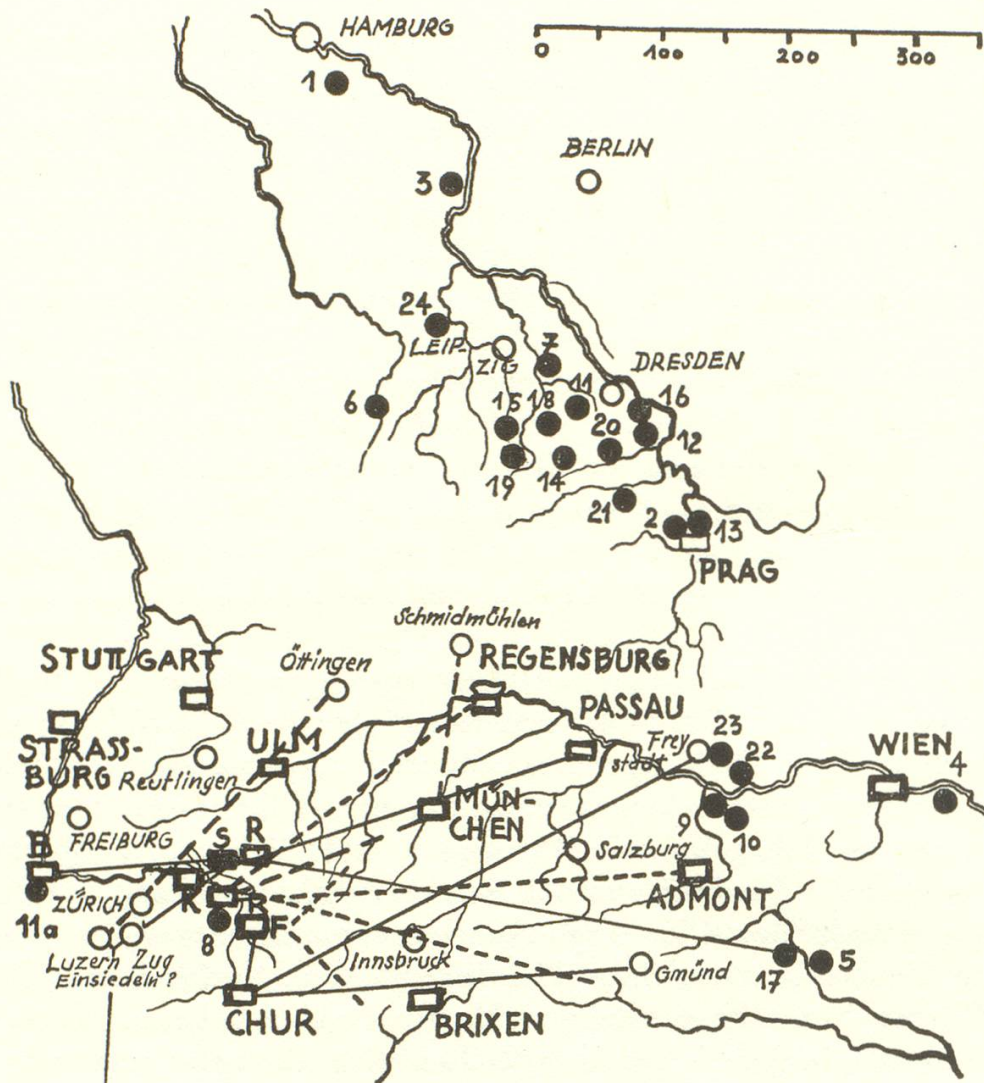 HAMBURG
0 100 200 300
1
BERLIN
3
24
LEIP-
ZIG
7
DRESDEN
6
15 18
11
16
20
12
19
14
21
2
13
PRAG
Schmidmühlen
STUTTGART
Öttingen
REGENSBURG
PASSAU
STRASS-
BURG
Reutlingen
ULM
Frey
stadt
23
22
WIEN
4
FREIBURG
MÜN-
CHEN
9
10
B
S
R
Salzburg
ADMONT
ZÜRICH
K
R
F
11a
8
Luzern Zug
Einsiedeln?
Innsbruck
Gmünd
17
5
CHUR
BRIXEN